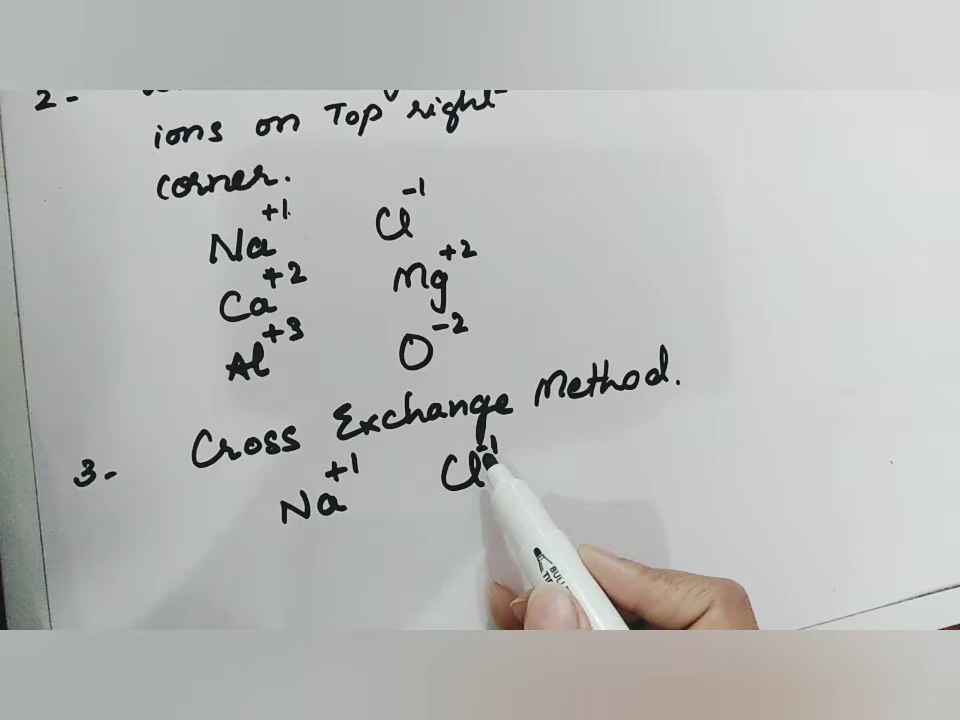 2-
ions on Top right
corner.
Na+1 Cl-1
Ca+2 Mg+2
Al+3 O-2
3- Cross Exchange Method.
Na+1 Cl-1